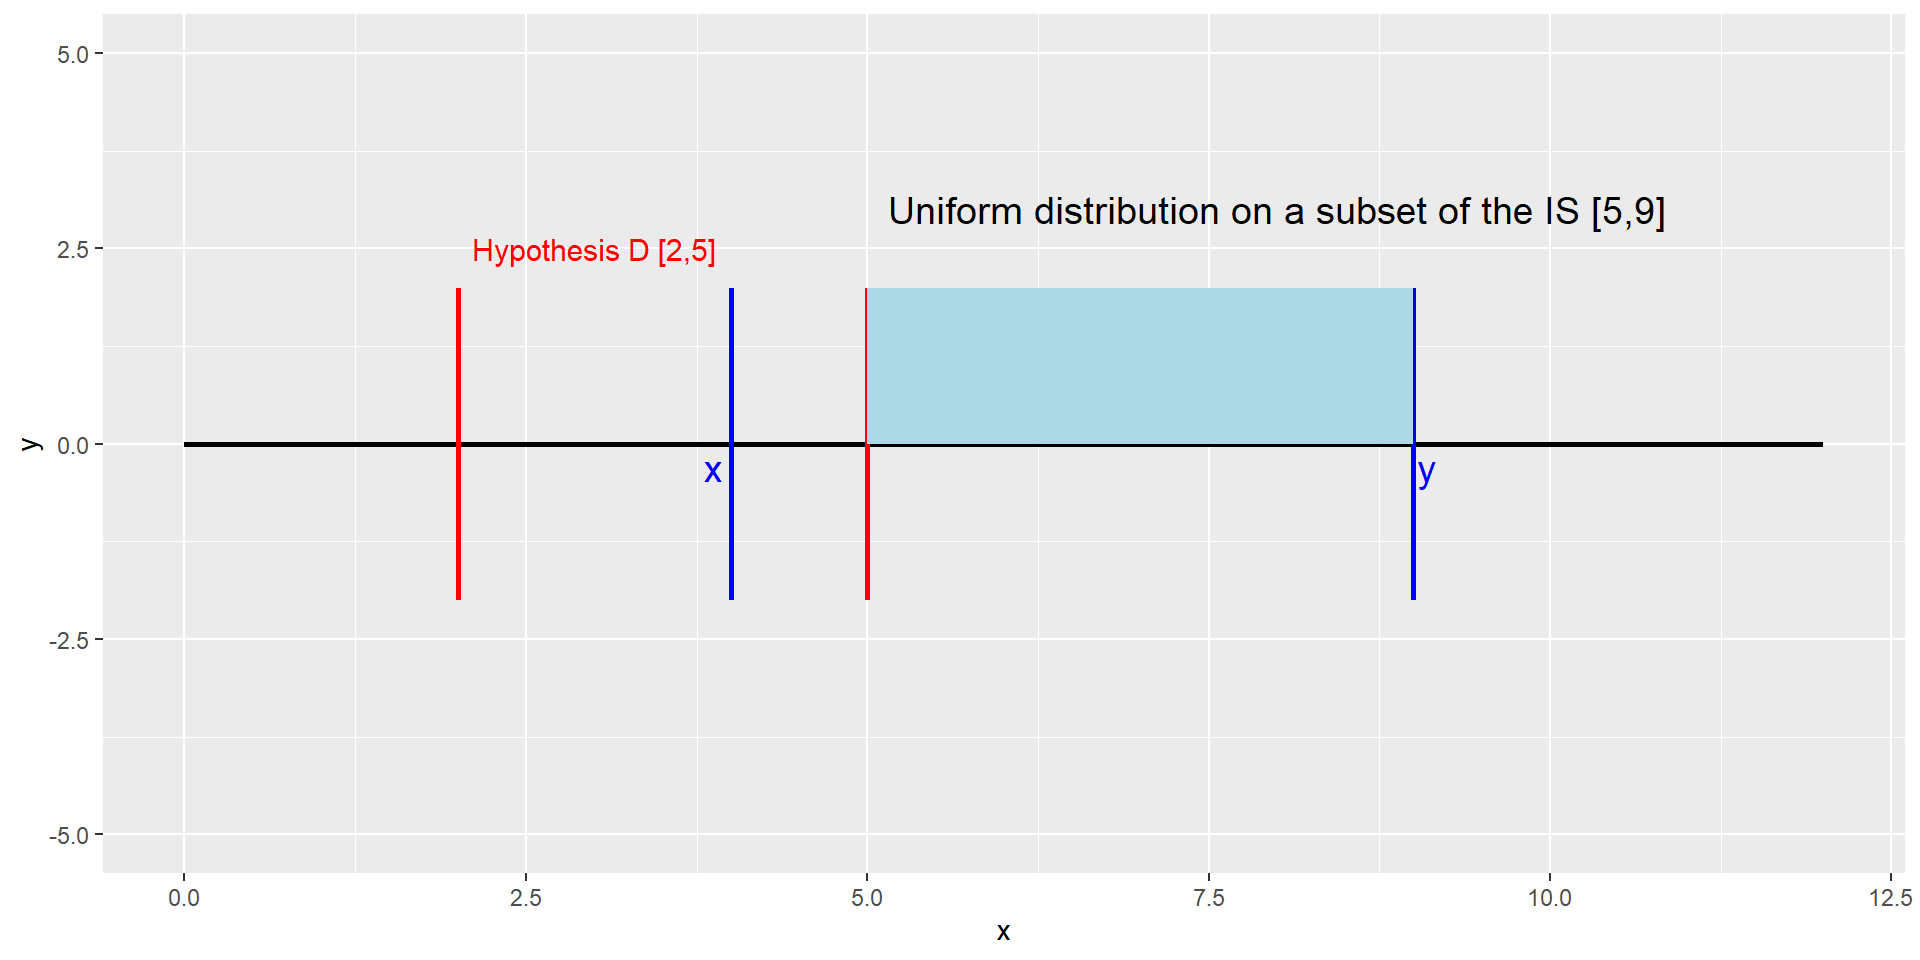 5.0
Uniform distribution on a subset of the IS [5,9]
2.5
Hypothesis D [2,5]
y
0.0
x
y
-2.5
-5.0
0.0 2.5 5.0 7.5 10.0 12.5
x